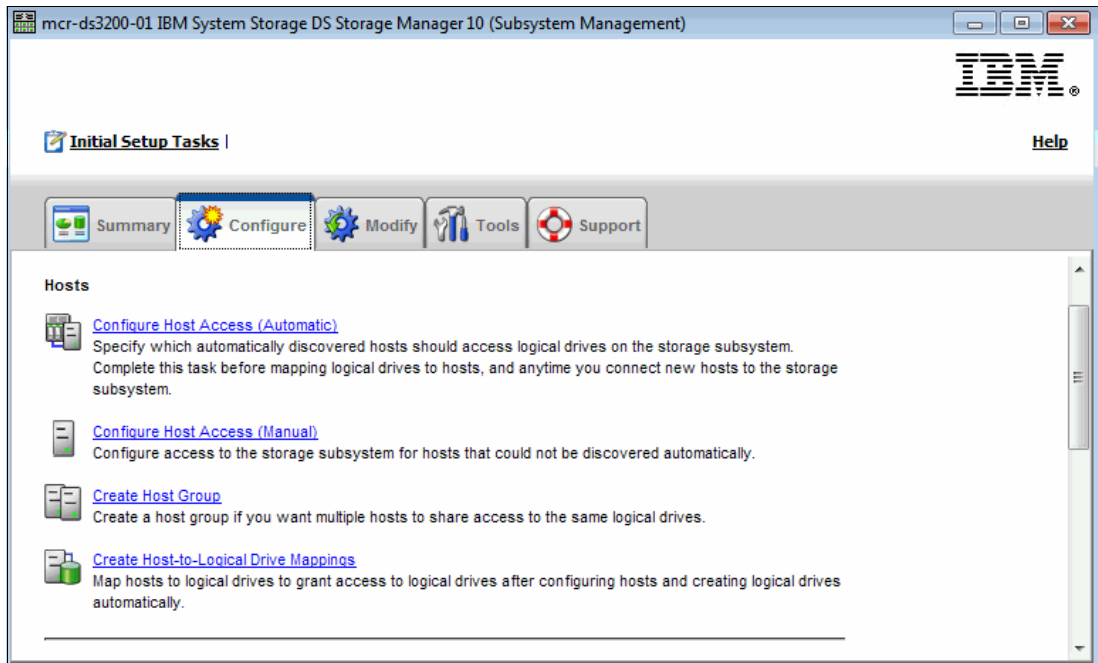 mcr-ds3200-01 IBM System Storage DS Storage Manager 10 (Subsystem Management)
IBM®
Initial Setup Tasks |
Help
Summary
Configure
Modify
Tools
Support
Hosts
Configure Host Access (Automatic)
Specify which automatically discovered hosts should access logical drives on the storage subsystem.
Complete this task before mapping logical drives to hosts, and anytime you connect new hosts to the storage
subsystem.
Configure Host Access (Manual)
Configure access to the storage subsystem for hosts that could not be discovered automatically.
Create Host Group
Create a host group if you want multiple hosts to share access to the same logical drives.
Create Host-to-Logical Drive Mappings
Map hosts to logical drives to grant access to logical drives after configuring hosts and creating logical drives
automatically.